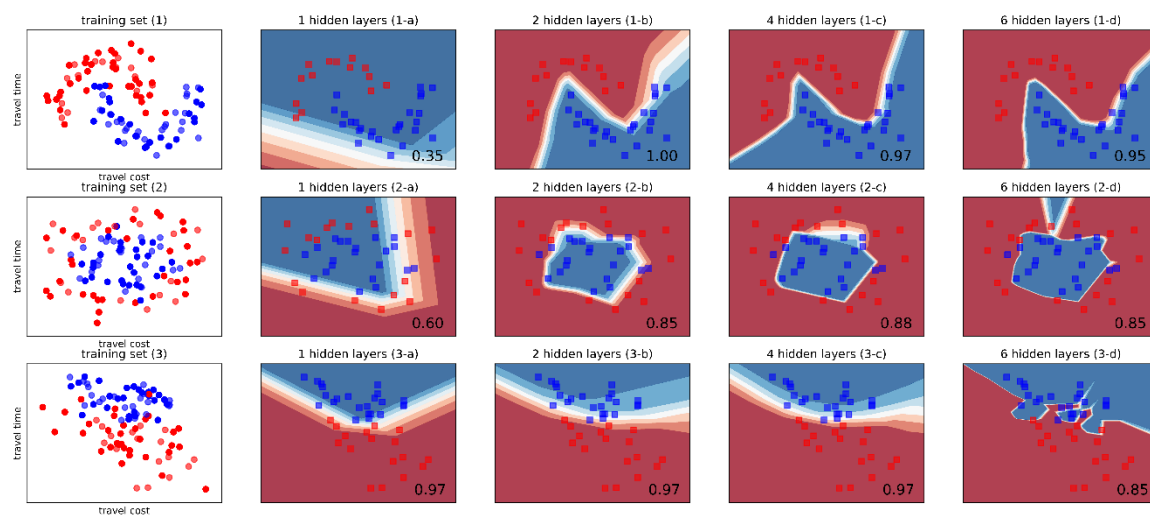 training set (1)
1 hidden layers (1-a)
2 hidden layers (1-b)
4 hidden layers (1-c)
6 hidden layers (1-d)
travel time
travel cost
0.35
1.00
0.97
0.95
training set (2)
1 hidden layers (2-a)
2 hidden layers (2-b)
4 hidden layers (2-c)
6 hidden layers (2-d)
travel time
travel cost
0.60
0.85
0.88
0.85
training set (3)
1 hidden layers (3-a)
2 hidden layers (3-b)
4 hidden layers (3-c)
6 hidden layers (3-d)
travel time
travel cost
0.97
0.97
0.97
0.85